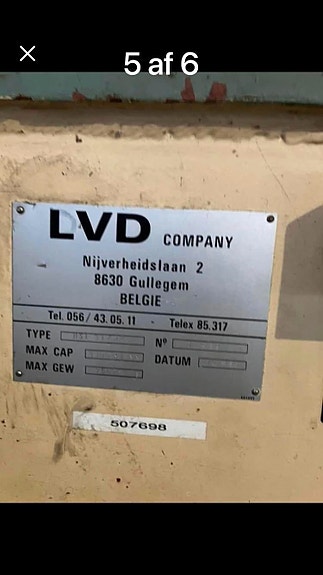 5 af 6
LVD COMPANY
Nijverheidslaan 2
8630 Gullegem
BELGIE
Tel. 056/43.05.11 - Telex 85.317
TYPE Nº
MAX CAP DATUM
MAX GEW
507698